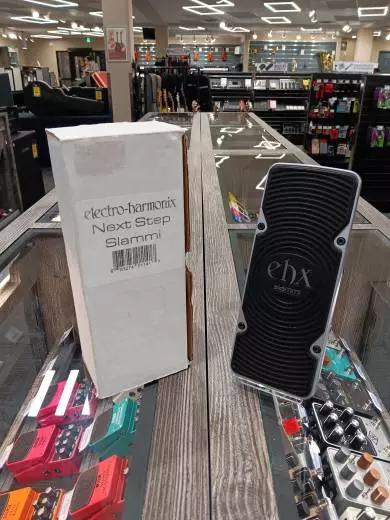 electro-harmonix
Next Step
Slammi
ehx